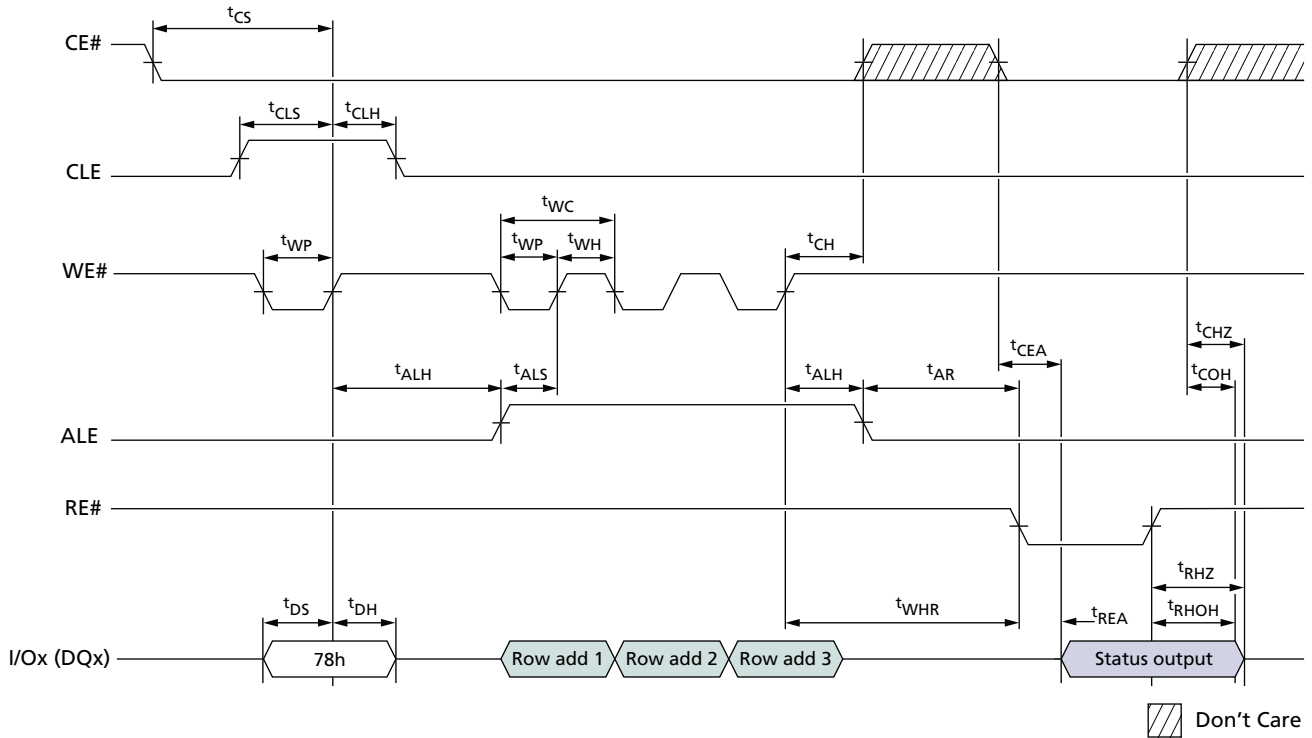 tCS
CE#
tCLS tCLH
CLE
tWC
tWP tWP tWH tCH
WE#
tCHZ
tCEA
tALH tALS tALH tAR tCOH
ALE
RE#
tRHZ
tDS tDH tWHR tREA tRHOH
I/Ox (DQx) 78h Row add 1 Row add 2 Row add 3 Status output
Don't Care